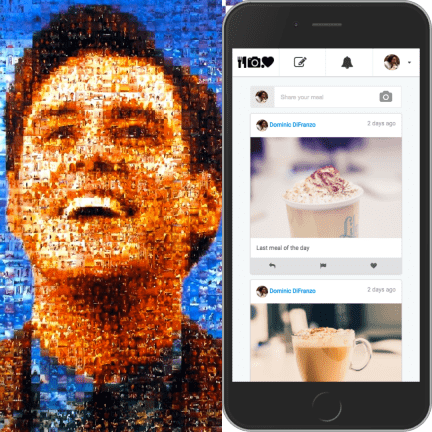 Share your meal
Dominic DiFranzo
2 days ago
Last meal of the day
Dominic DiFranzo
2 days ago